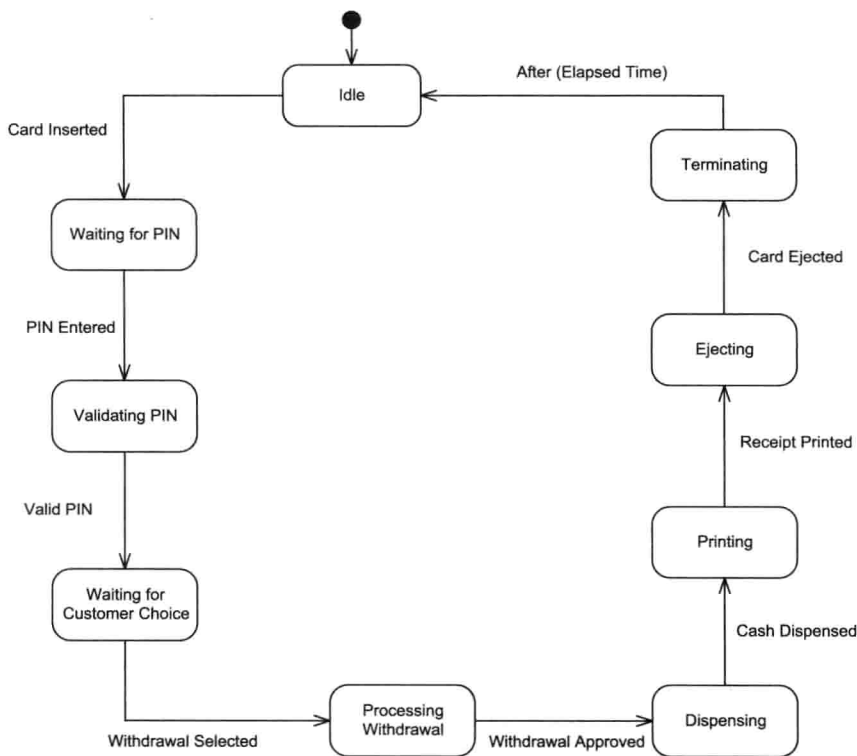 Idle
After (Elapsed Time)
Card Inserted
Terminating
Waiting for PIN
Card Ejected
PIN Entered
Ejecting
Validating PIN
Receipt Printed
Valid PIN
Printing
Waiting for
Customer Choice
Cash Dispensed
Processing
Withdrawal
Dispensing
Withdrawal Selected
Withdrawal Approved